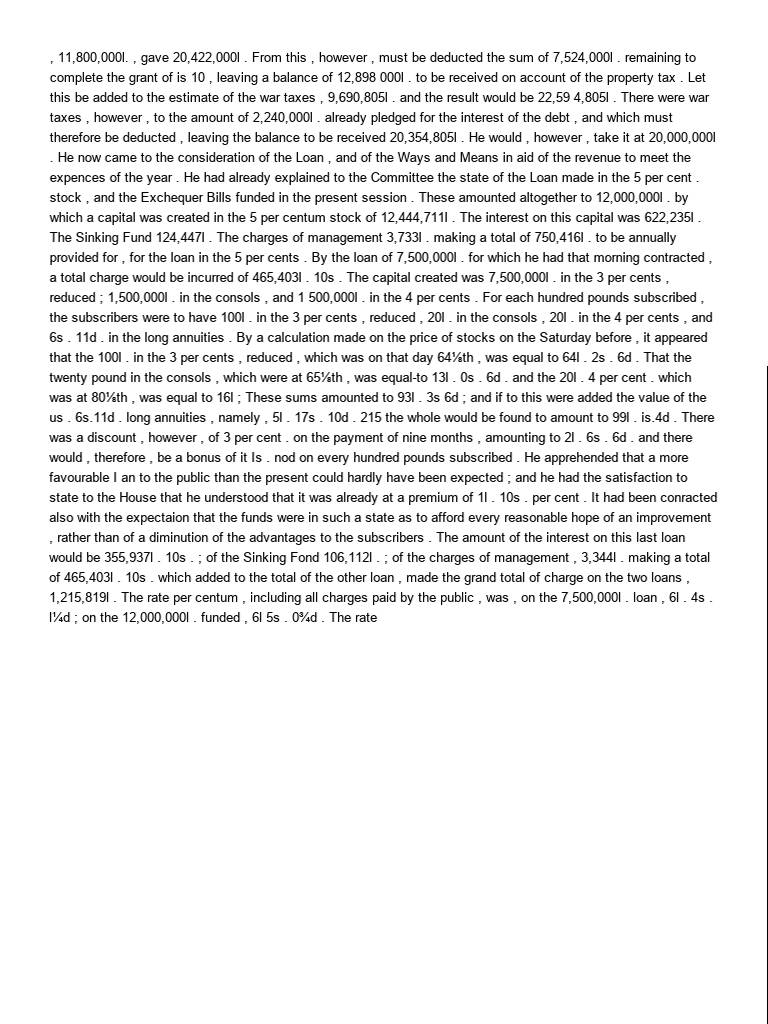 , 11,800,000l. , gave 20,422,000l . From this , however , must be deducted the sum of 7,524,000l . remaining to
complete the grant of is 10 , leaving a balance of 12,898 000l . to be received on account of the property tax . Let
this be added to the estimate of the war taxes , 9,690,805l . and the result would be 22,59 4,805l . There were war
taxes , however , to the amount of 2,240,000l . already pledged for the interest of the debt , and which must
therefore be deducted , leaving the balance to be received 20,354,805l . He would , however , take it at 20,000,000l
. He now came to the consideration of the Loan , and of the Ways and Means in aid of the revenue to meet the
expences of the year . He had already explained to the Committee the state of the Loan made in the 5 per cent .
stock , and the Exchequer Bills funded in the present session . These amounted altogether to 12,000,000l . by
which a capital was created in the 5 per centum stock of 12,444,711l . The interest on this capital was 622,235l .
The Sinking Fund 124,447l . The charges of management 3,733l . making a total of 750,416l . to be annually
provided for , for the loan in the 5 per cents . By the loan of 7,500,000l . for which he had that morning contracted ,
a total charge would be incurred of 465,403l . 10s . The capital created was 7,500,000l . in the 3 per cents ,
reduced ; 1,500,000l . in the consols , and 1 500,000l . in the 4 per cents . For each hundred pounds subscribed ,
the subscribers were to have 100l . in the 3 per cents , reduced , 20l . in the consols , 20l . in the 4 per cents , and
6s . 11d . in the long annuities . By a calculation made on the price of stocks on the Saturday before , it appeared
that the 100l . in the 3 per cents , reduced , which was on that day 64⅛th , was equal to 64l . 2s . 6d . That the
twenty pound in the consols , which were at 65⅛th , was equal-to 13l . 0s . 6d . and the 20l . 4 per cent . which
was at 80⅛th , was equal to 16l ; These sums amounted to 93l . 3s 6d ; and if to this were added the value of the
us . 6s.11d . long annuities , namely , 5l . 17s . 10d . 215 the whole would be found to amount to 99l . is.4d . There
was a discount , however , of 3 per cent . on the payment of nine months , amounting to 2l . 6s . 6d . and there
would , therefore , be a bonus of it Is . nod on every hundred pounds subscribed . He apprehended that a more
favourable I an to the public than the present could hardly have been expected ; and he had the satisfaction to
state to the House that he understood that it was already at a premium of 1l . 10s . per cent . It had been conracted
also with the expectaion that the funds were in such a state as to afford every reasonable hope of an improvement
, rather than of a diminution of the advantages to the subscribers . The amount of the interest on this last loan
would be 355,937l . 10s . ; of the Sinking Fond 106,112l . ; of the charges of management , 3,344l . making a total
of 465,403l . 10s . which added to the total of the other loan , made the grand total of charge on the two loans ,
1,215,819l . The rate per centum , including all charges paid by the public , was , on the 7,500,000l . loan , 6l . 4s .
l¼d ; on the 12,000,000l . funded , 6l 5s . 0¾d . The rate